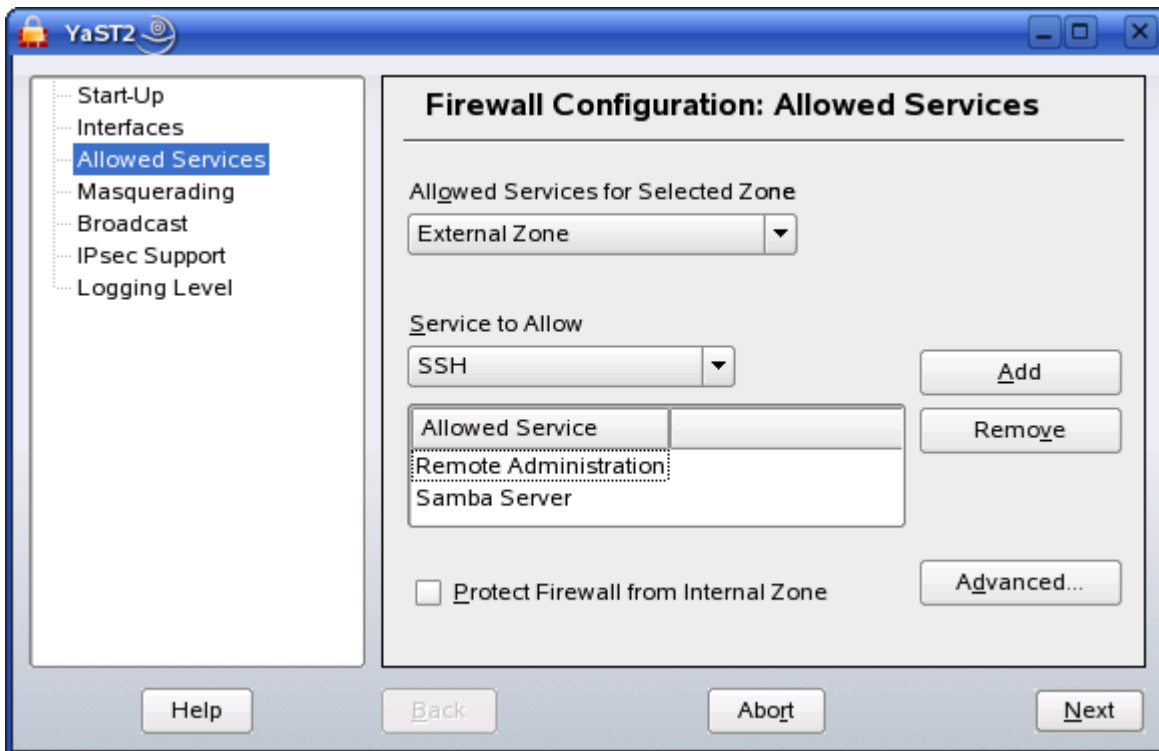 YaST2
Start-Up
Interfaces
Allowed Services
Masquerading
Broadcast
IPsec Support
Logging Level
Firewall Configuration: Allowed Services
Allowed Services for Selected Zone
External Zone
Service to Allow
SSH
Add
Allowed Service
Remove
Remote Administration
Samba Server
Protect Firewall from Internal Zone
Advanced...
Help
Back
Abort
Next